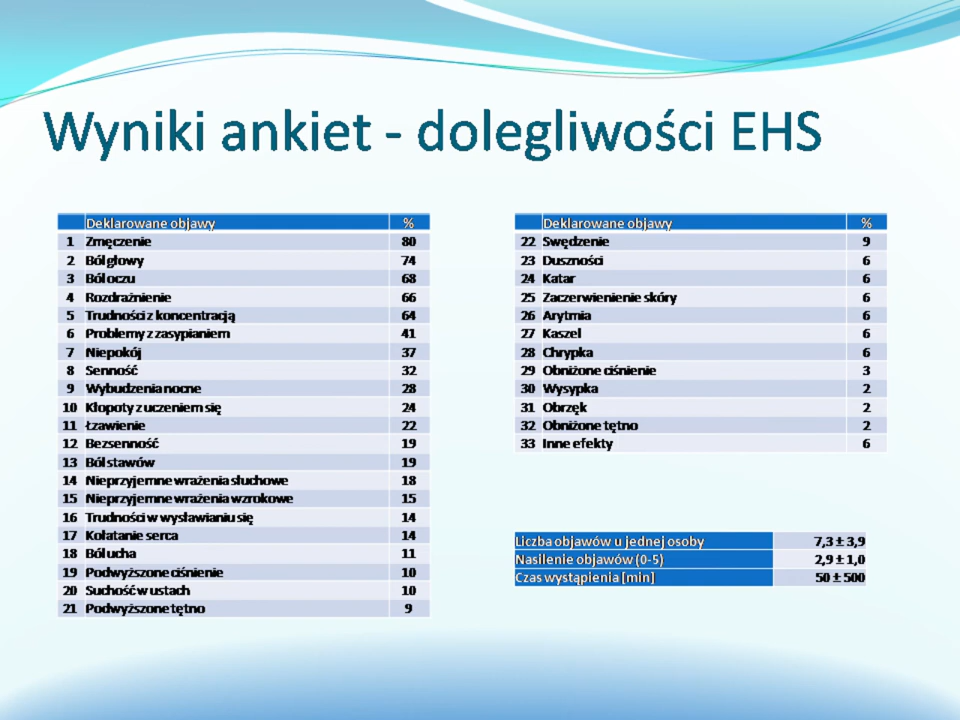 Wyniki ankiet - dolegliwości EHS
Deklarowane objawy %
1 Zmęczenie 80
2 Ból głowy 74
3 Ból oczu 68
4 Rozdrażnienie 66
5 Trudności z koncentracją 64
6 Problemy z zasypianiem 41
7 Niepokój 37
8 Senność 32
9 Wybudzenia nocne 28
10 Kłopoty z uczeniem się 24
11 Łzawienie 22
12 Bezsenność 19
13 Ból stawów 19
14 Nieprzyjemne wrażenia słuchowe 18
15 Nieprzyjemne wrażenia wzrokowe 15
16 Trudności w wysławianiu się 14
17 Kołatanie serca 14
18 Ból ucha 11
19 Podwyższone ciśnienie 10
20 Suchość w ustach 10
21 Podwyższone tętno 9
Deklarowane objawy %
22 Swędzenie 9
23 Duszności 6
24 Katar 6
25 Zaczerwienienie skóry 6
26 Arytmia 6
27 Kaszel 6
28 Chrypka 6
29 Obniżone ciśnienie 3
30 Wysypka 2
31 Obrzęk 2
32 Obniżone tętno 2
33 Inne efekty 6
Liczba objawów u jednej osoby 7,3 ± 3,9
Nasilenie objawów (0-5) 2,9 ± 1,0
Czas wystąpienia [min] 50 ± 500